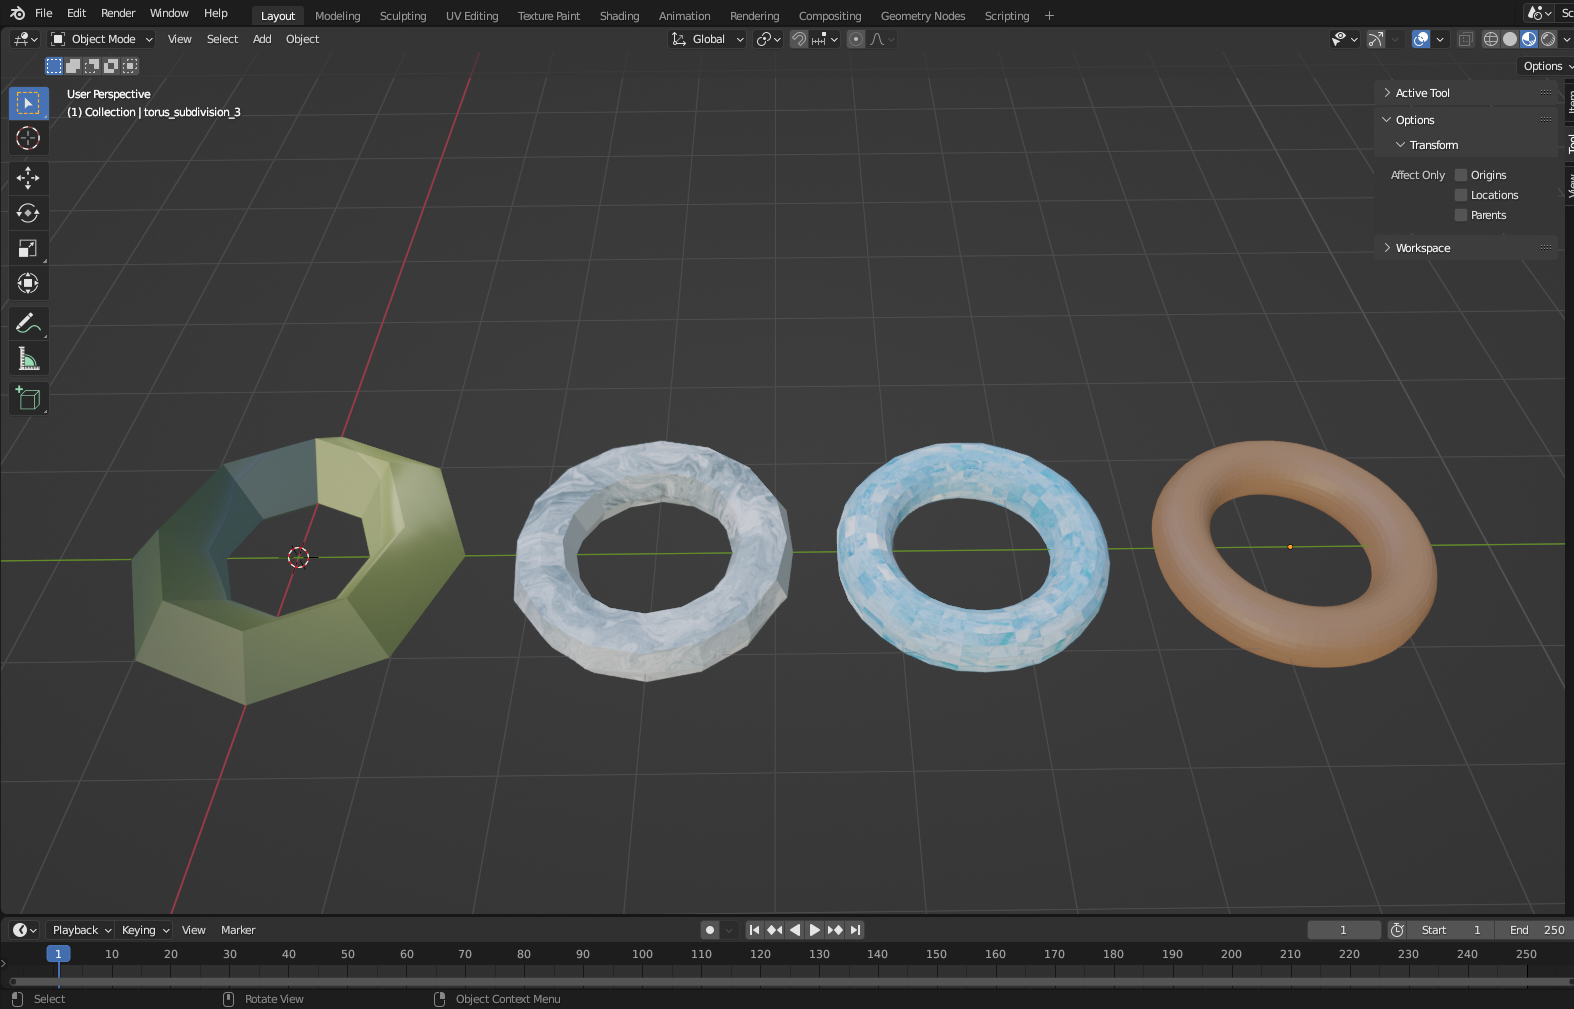 File Edit Render Window Help Layout Modeling Sculpting UV Editing Texture Paint Shading Animation Rendering Compositing Geometry Nodes Scripting + Sc
Object Mode View Select Add Object Global
Options
User Perspective
(1) Collection | torus_subdivision_3
Active Tool
Options
Transform
Affect Only Origins
Locations
Parents
Workspace
Item
Tool
View
Playback Keying View Marker 1 Start 1 End 250
1 10 20 30 40 50 60 70 80 90 100 110 120 130 140 150 160 170 180 190 200 210 220 230 240 250
Select Rotate View Object Context Menu